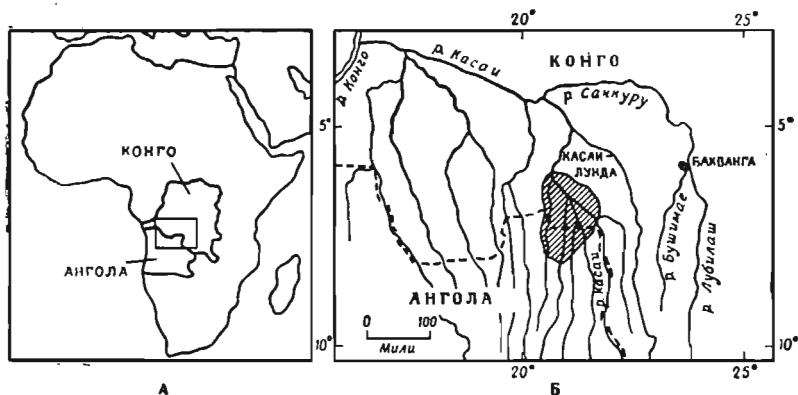 КОНГО
АНГОЛА
А
20°
25°
р. Конго
р. Касаи
КОНГО
р. Санкуру
5°
5°
КАСАИ-
ЛУНДА
БАХВАНГА
р. Бушимае
р. Лубилаш
р. Касаи
АНГОЛА
0 100
Мили
10°
10°
20°
25°
Б